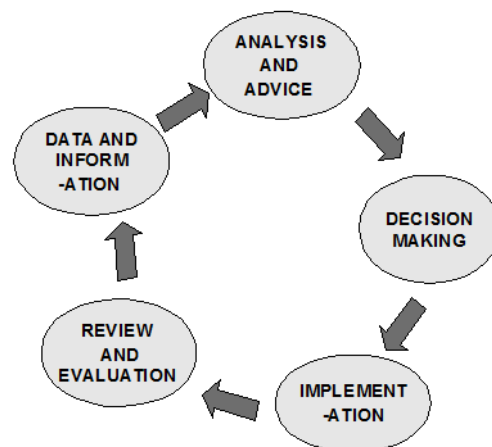 ANALYSIS
AND
ADVICE
DATA AND
INFORM
-ATION
DECISION
MAKING
REVIEW
AND
EVALUATION
IMPLEMENT
-ATION